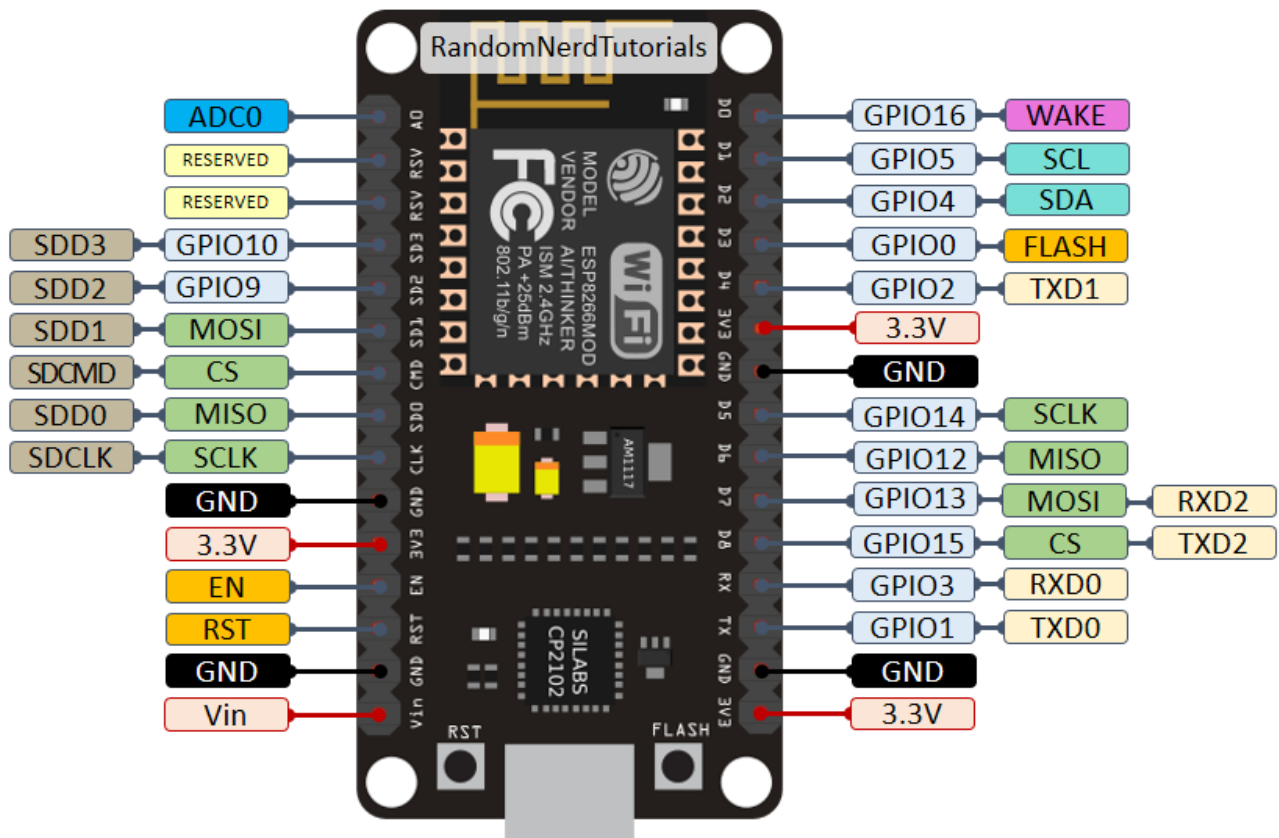 RandomNerdTutorials
ADC0
RESERVED
RESERVED
SDD3 GPIO10
SDD2 GPIO9
SDD1 MOSI
SDCMD CS
SDD0 MISO
SDCLK SCLK
GND
3.3V
EN
RST
GND
Vin
A0
RSV
RSV
SD3
SD2
SD1
CMD
SD0
CLK
GND
3V3
EN
RST
GND
Vin
MODEL
VENDOR
ESP8266MOD
AI/THINKER
ISM 2.4GHz
PA +25dBm
802.11b/g/n
FC
WiFi
AM1117
SILABS
CP2102
RST
FLASH
D0
D1
D2
D3
D4
3V3
GND
D5
D6
D7
D8
RX
TX
GND
3V3
GPIO16 WAKE
GPIO5 SCL
GPIO4 SDA
GPIO0 FLASH
GPIO2 TXD1
3.3V
GND
GPIO14 SCLK
GPIO12 MISO
GPIO13 MOSI RXD2
GPIO15 CS TXD2
GPIO3 RXD0
GPIO1 TXD0
GND
3.3V